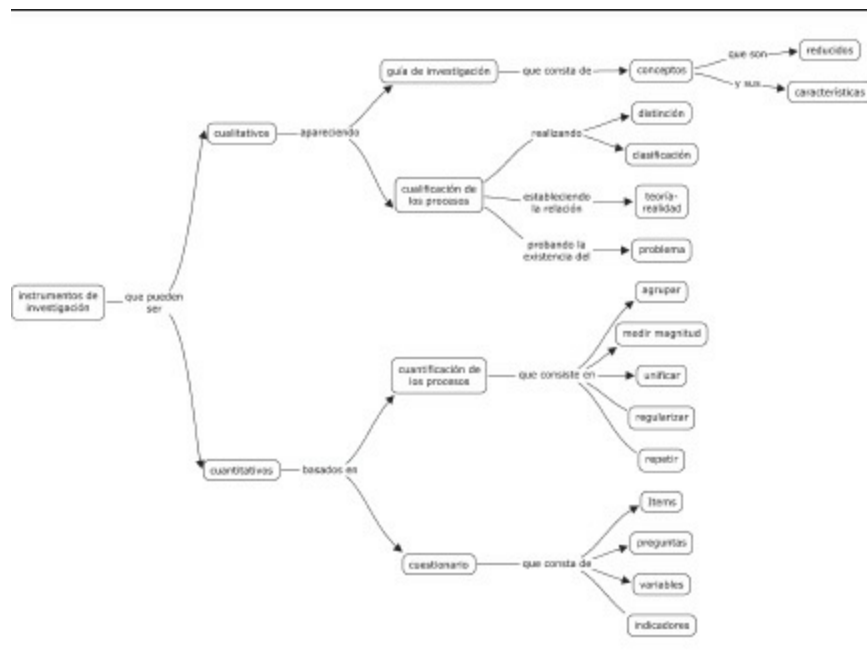 instrumentos de
investigación
que pueden
ser
cualitativos
apareciendo
guía de investigación
que consta de
conceptos
que son
reducidos
y sus
características
cualificación de
los procesos
realizando
distinción
clasificación
estableciendo
la relación
teoría-
realidad
probando la
existencia del
problema
cuantitativos
basados en
cuantificación de
los procesos
que consiste en
agrupar
medir magnitud
unificar
regularizar
repetir
cuestionario
que consta de
Items
preguntas
variables
indicadores